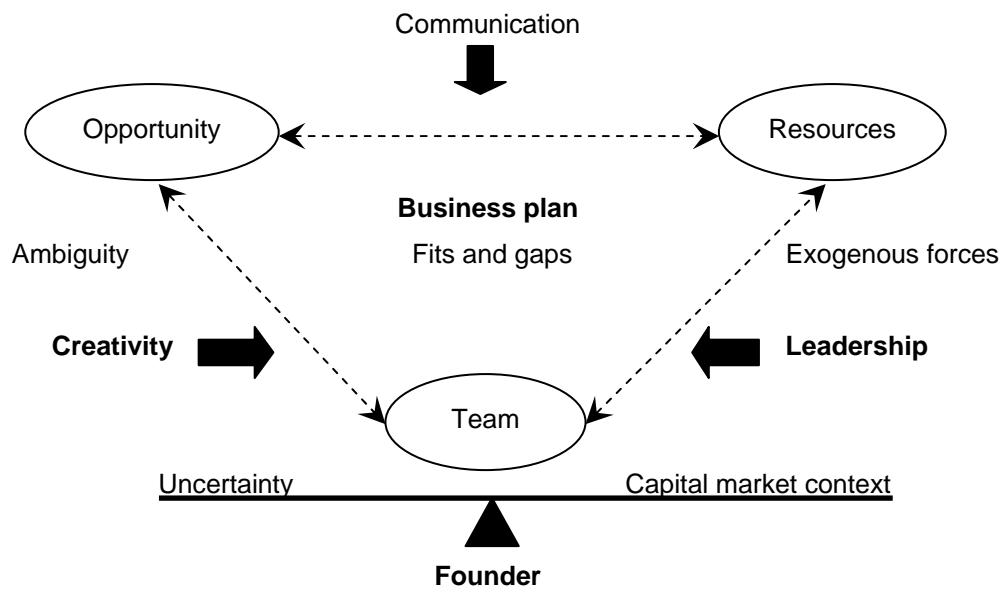 Communication
Opportunity
Resources
Business plan
Ambiguity
Fits and gaps
Exogenous forces
Creativity
Leadership
Team
Uncertainty
Capital market context
Founder